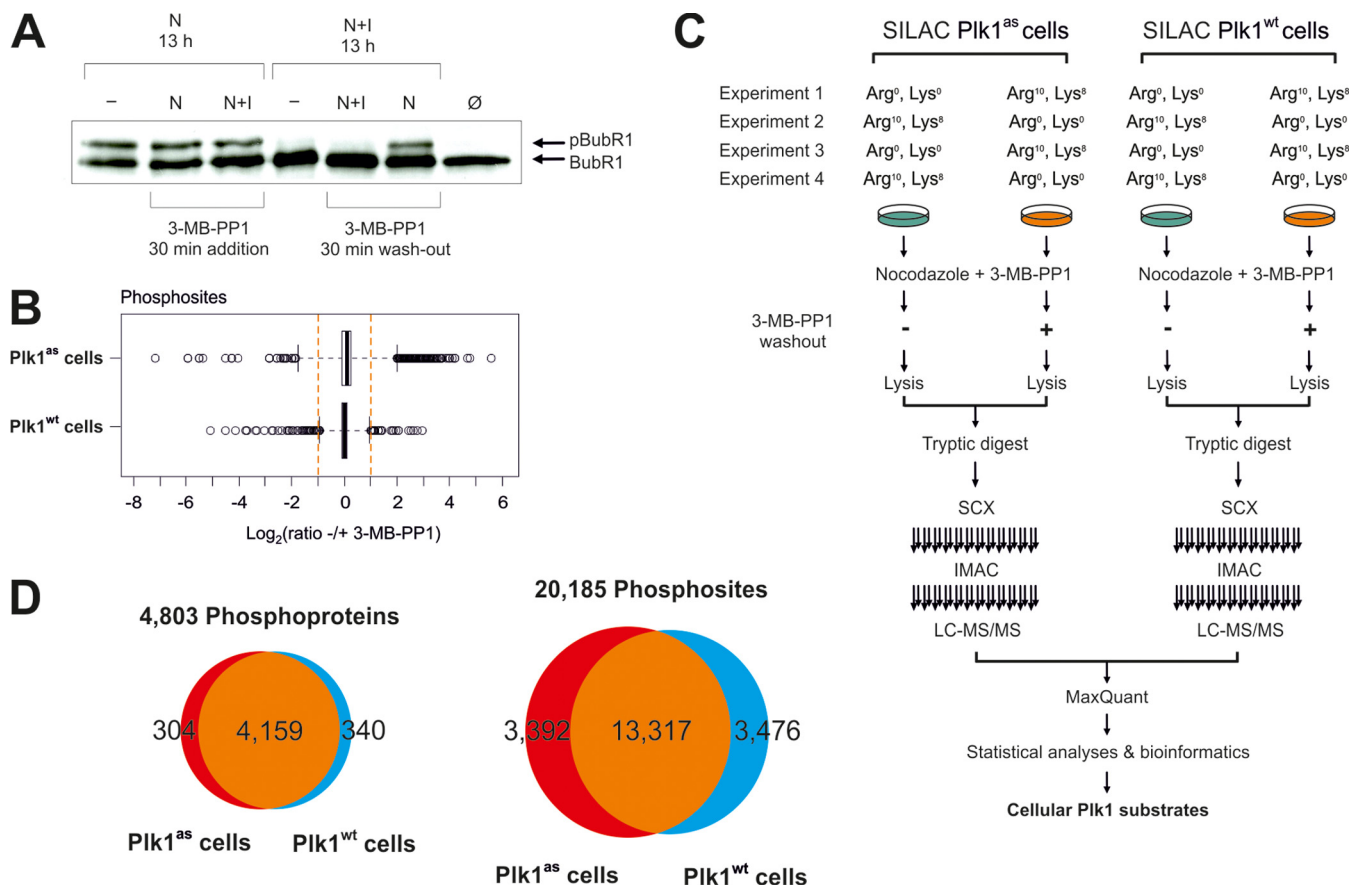 A
N
13 h
N+I
13 h
– N N+I – N+I N Ø
pBubR1
BubR1
3-MB-PP1
30 min addition
3-MB-PP1
30 min wash-out
B
Phosphosites
Plk1as cells
Plk1wt cells
-8 -6 -4 -2 0 2 4 6
Log2(ratio -/+ 3-MB-PP1)
C
SILAC Plk1as cells SILAC Plk1wt cells
Experiment 1 Arg0, Lys0 Arg10, Lys8 Arg0, Lys0 Arg10, Lys8
Experiment 2 Arg10, Lys8 Arg0, Lys0 Arg10, Lys8 Arg0, Lys0
Experiment 3 Arg0, Lys0 Arg10, Lys8 Arg0, Lys0 Arg10, Lys8
Experiment 4 Arg10, Lys8 Arg0, Lys0 Arg10, Lys8 Arg0, Lys0
Nocodazole + 3-MB-PP1 Nocodazole + 3-MB-PP1
3-MB-PP1
washout
- + - +
Lysis Lysis Lysis Lysis
Tryptic digest Tryptic digest
SCX SCX
IMAC IMAC
LC-MS/MS LC-MS/MS
MaxQuant
Statistical analyses & bioinformatics
Cellular Plk1 substrates
D
4,803 Phosphoproteins
304 4,159 340
Plk1as cells Plk1wt cells
20,185 Phosphosites
3,392 13,317 3,476
Plk1as cells Plk1wt cells